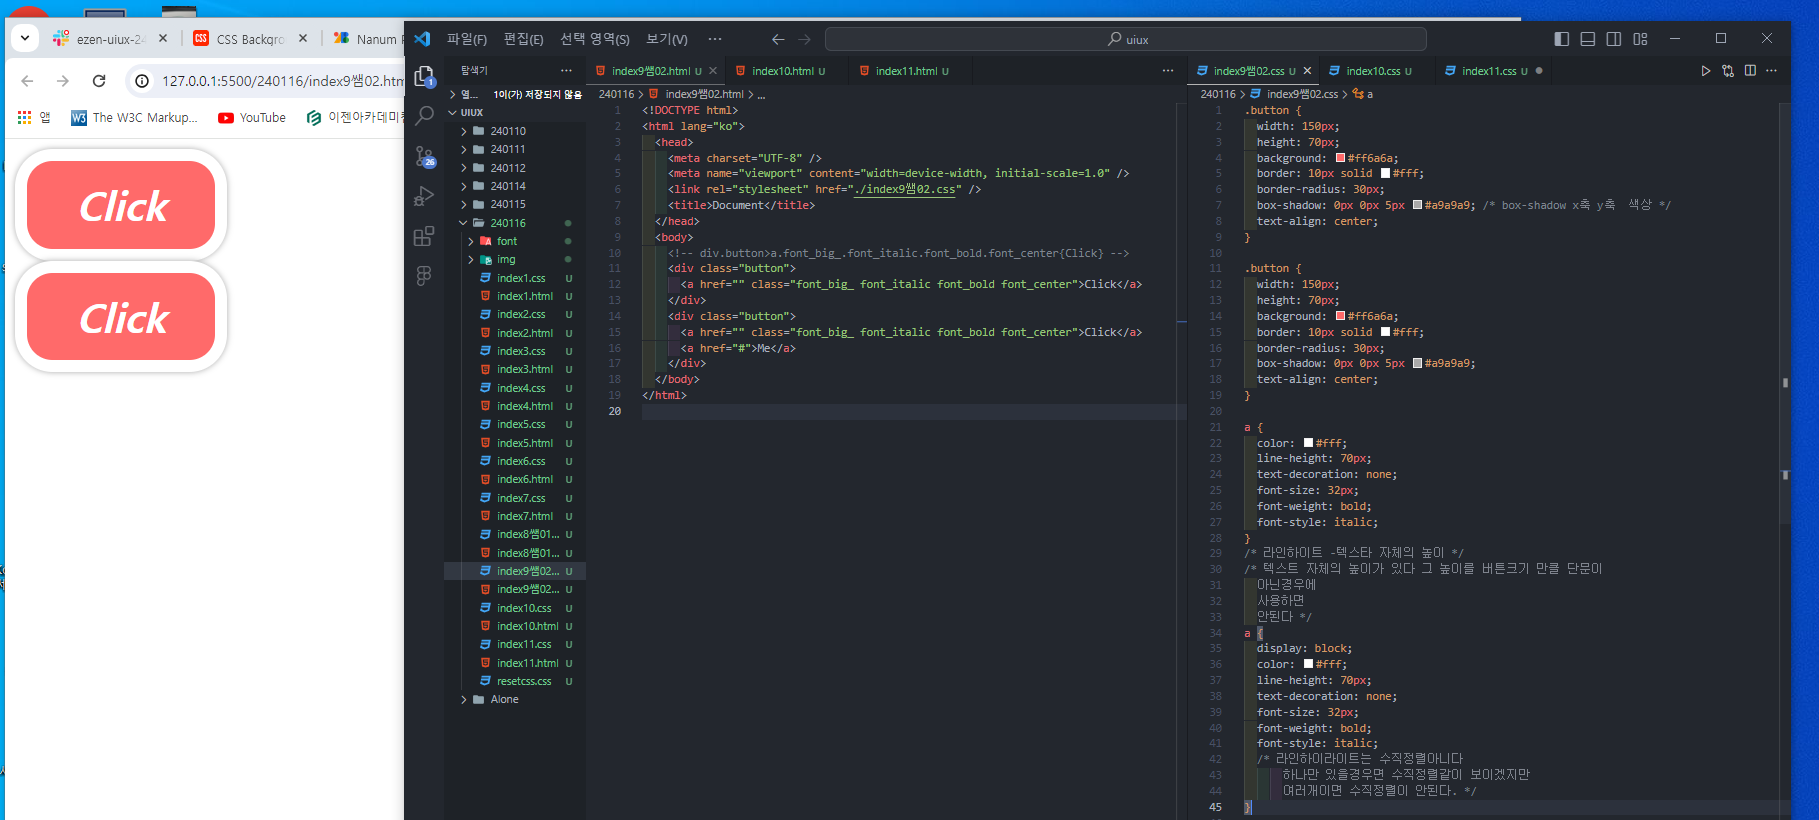 ezen-uiux-24
CSS Backgro
Nanum
127.0.0.1:5500/240116/index9쌤02.htm
앱
The W3C Markup...
YouTube
이젠아카데미
Click
Click
파일(F) 편집(E) 선택 영역(S) 보기(V) ...
uiux
탐색기
열... 1이(가) 저장되지 않음
UIUX
240110
240111
240112
240114
240115
240116
font
img
index1.css U
index1.html U
index2.css U
index2.html U
index3.css U
index3.html U
index4.css U
index4.html U
index5.css U
index5.html U
index6.css U
index6.html U
index7.css U
index7.html U
index8쌤01... U
index8쌤01... U
index9쌤02... U
index9쌤02... U
index10.css U
index10.html U
index11.css U
index11.html U
resetcss.css U
Alone
1
26
index9쌤02.html U
index10.html U
index11.html U
240116 > index9쌤02.html > ...
1 <!DOCTYPE html>
2 <html lang="ko">
3 <head>
4 <meta charset="UTF-8" />
5 <meta name="viewport" content="width=device-width, initial-scale=1.0" />
6 <link rel="stylesheet" href="./index9쌤02.css" />
7 <title>Document</title>
8 </head>
9 <body>
10 <!-- div.button>a.font_big_.font_italic.font_bold.font_center{Click} -->
11 <div class="button">
12 <a href="" class="font_big_ font_italic font_bold font_center">Click</a>
13 </div>
14 <div class="button">
15 <a href="" class="font_big_ font_italic font_bold font_center">Click</a>
16 <a href="#">Me</a>
17 </div>
18 </body>
19 </html>
20
index9쌤02.css U
index10.css U
index11.css U
240116 > index9쌤02.css > a
1 .button {
2 width: 150px;
3 height: 70px;
4 background: #ff6a6a;
5 border: 10px solid #fff;
6 border-radius: 30px;
7 box-shadow: 0px 0px 5px #a9a9a9; /* box-shadow x축 y축 색상 */
8 text-align: center;
9 }
10
11 .button {
12 width: 150px;
13 height: 70px;
14 background: #ff6a6a;
15 border: 10px solid #fff;
16 border-radius: 30px;
17 box-shadow: 0px 0px 5px #a9a9a9;
18 text-align: center;
19 }
20
21 a {
22 color: #fff;
23 line-height: 70px;
24 text-decoration: none;
25 font-size: 32px;
26 font-weight: bold;
27 font-style: italic;
28 }
29 /* 라인하이트 -텍스타 자체의 높이 */
30 /* 텍스트 자체의 높이가 있다 그 높이를 버튼크기 만클 단문이
31 아닌경우에
32 사용하면
33 안된다 */
34 a {
35 display: block;
36 color: #fff;
37 line-height: 70px;
38 text-decoration: none;
39 font-size: 32px;
40 font-weight: bold;
41 font-style: italic;
42 /* 라인하이라이트는 수직정렬아니다
43 하나만 있을경우면 수직정렬같이 보이겠지만
44 여러개이면 수직정렬이 안된다. */
45 }